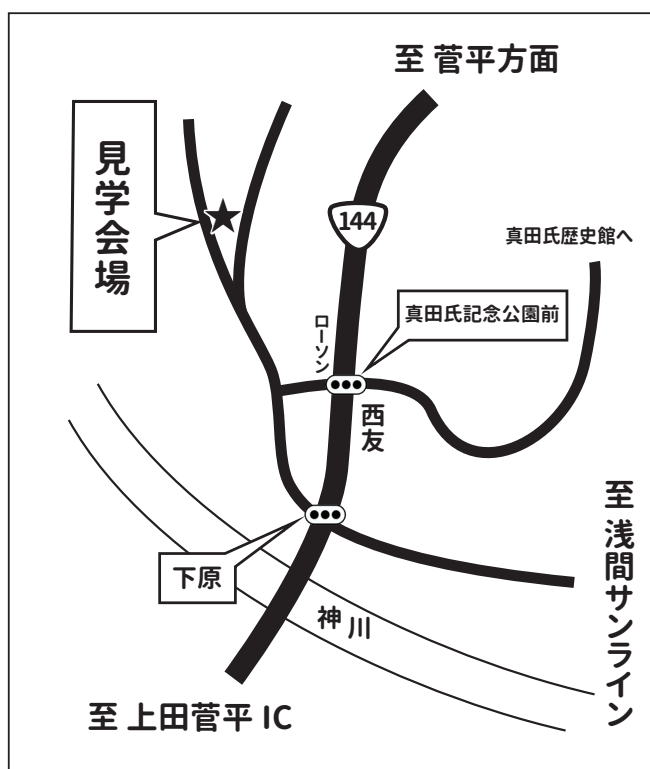 至 菅平方面
見学会場
144
真田氏歴史館へ
真田氏記念公園前
ローソン
西友
至 浅間サンライン
下原
神川
至 上田菅平 IC